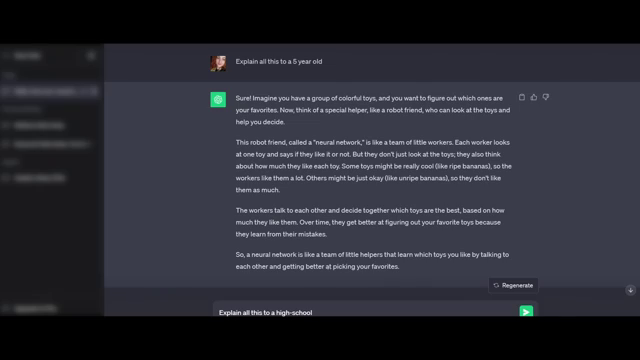 Explain all this to a 5 year old
Sure! Imagine you have a group of colorful toys, and you want to figure out which ones are
your favorites. Now, think of a special helper, like a robot friend, who can look at the toys and
help you decide.
This robot friend, called a "neural network," is like a team of little workers. Each worker looks
at one toy and says if they like it or not. But they don't just look at the toys; they also think
about how much they like each toy. Some toys might be really cool (like ripe bananas), so the
workers like them a lot. Others might be just okay (like unripe bananas), so they don't like
them as much.
The workers talk to each other and decide together which toys are the best, based on how
much they like them. Over time, they get better at figuring out your favorite toys because
they learn from their mistakes.
So, a neural network is like a team of little helpers that learn which toys you like by talking to
each other and getting better at picking your favorites.
Regenerate
Explain all this to a high-school